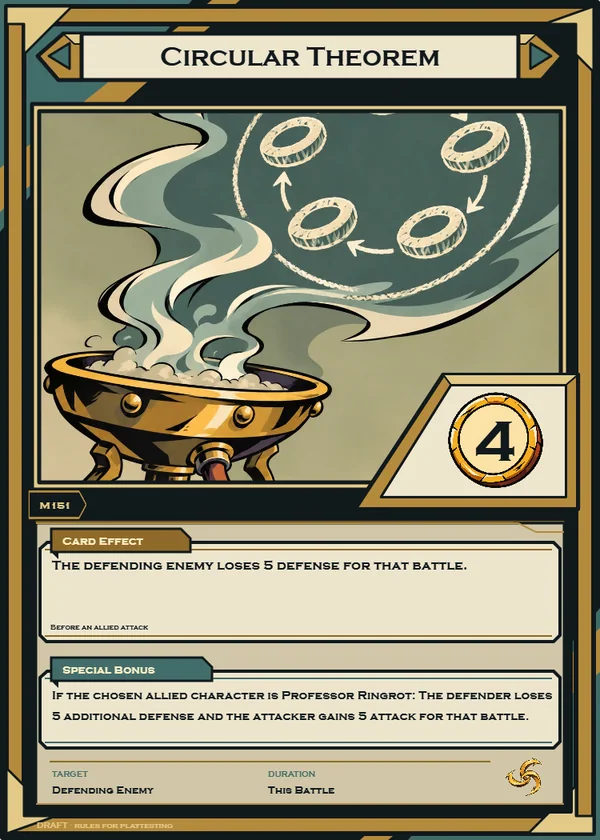 Circular Theorem
4
M151
Card Effect
The defending enemy loses 5 defense for that battle.
Before an allied attack
Special Bonus
If the chosen allied character is Professor Ringrot: The defender loses
5 additional defense and the attacker gains 5 attack for that battle.
Target
Duration
Defending Enemy
This Battle
DRAFT · Rules for playtesting